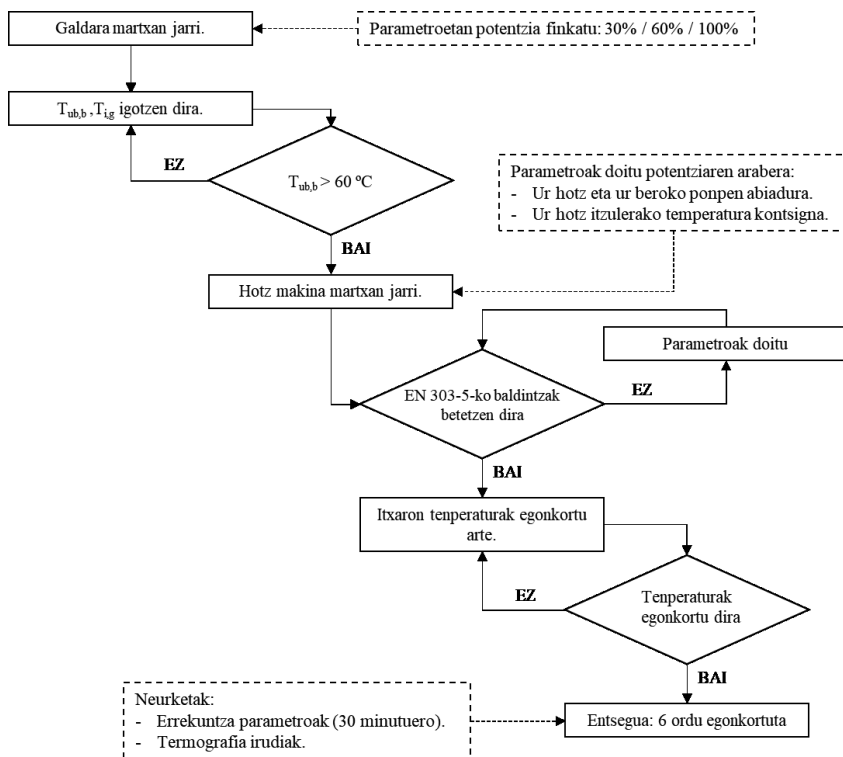 Galdara martxan jarri.
Parametroetan potentzia finkatu: 30% / 60% / 100%
Tub,b ,Ti,g igotzen dira.
EZ
Tub,b > 60 ºC
BAI
Parametroak doitu potentziaren arabera:
- Ur hotz eta ur beroko ponpen abiadura.
- Ur hotz itzulerako temperatura kontsigna.
Hotz makina martxan jarri.
Parametroak doitu
EN 303-5-ko baldintzak
betetzen dira
EZ
BAI
Itxaron tenperaturak egonkortu
arte.
EZ
Tenperaturak
egonkortu dira
BAI
Neurketak:
- Errekuntza parametroak (30 minutuero).
- Termografia irudiak.
Entsegua: 6 ordu egonkortuta